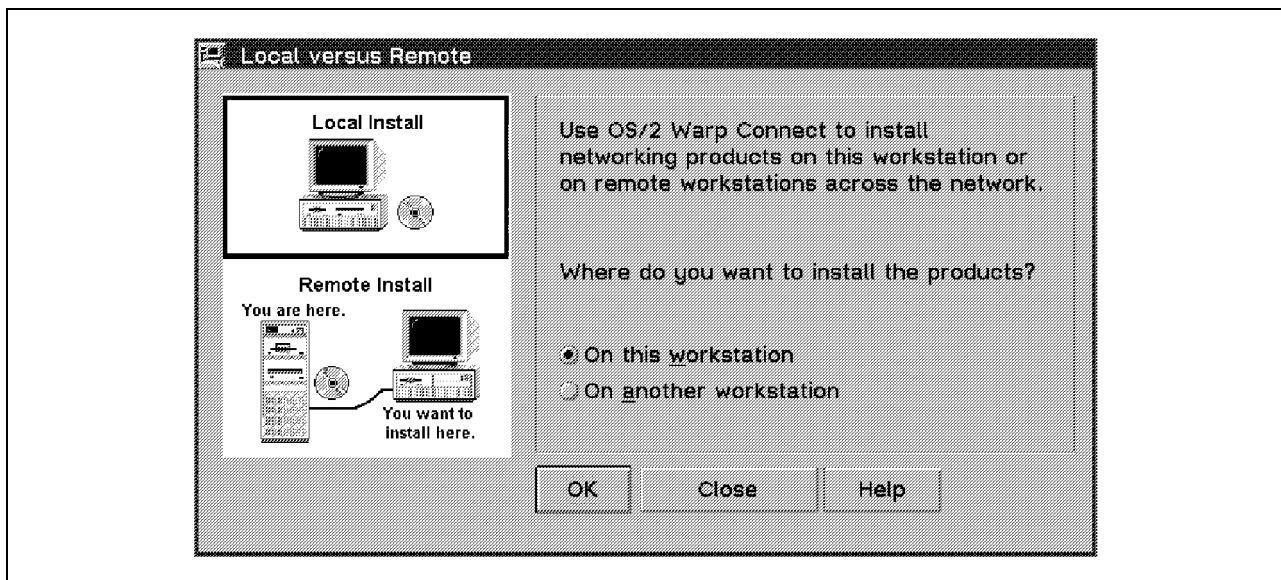 Local versus Remote
Local Install
Remote Install
You are here.
You want to
install here.
Use OS/2 Warp Connect to install
networking products on this workstation or
on remote workstations across the network.
Where do you want to install the products?
On this workstation
On another workstation
OK
Close
Help